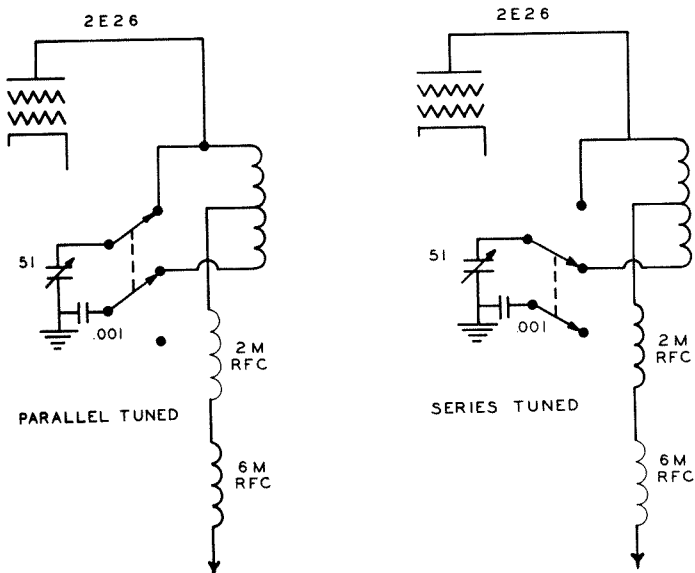 2E26
51
.001
2 M
RFC
PARALLEL TUNED
6 M
RFC
2E26
51
.001
2 M
RFC
SERIES TUNED
6 M
RFC